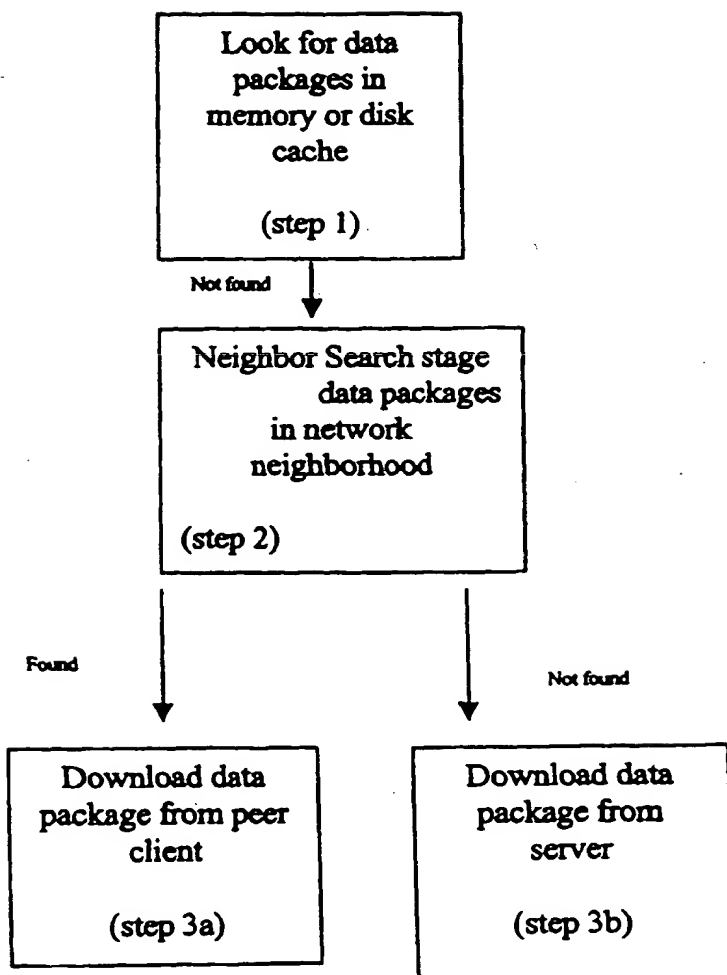 Look for data
packages in
memory or disk
cache
(step 1)
Not found
Neighbor Search stage
data packages
in network
neighborhood
(step 2)
Found
Not found
Download data
package from peer
client
(step 3a)
Download data
package from
server
(step 3b)